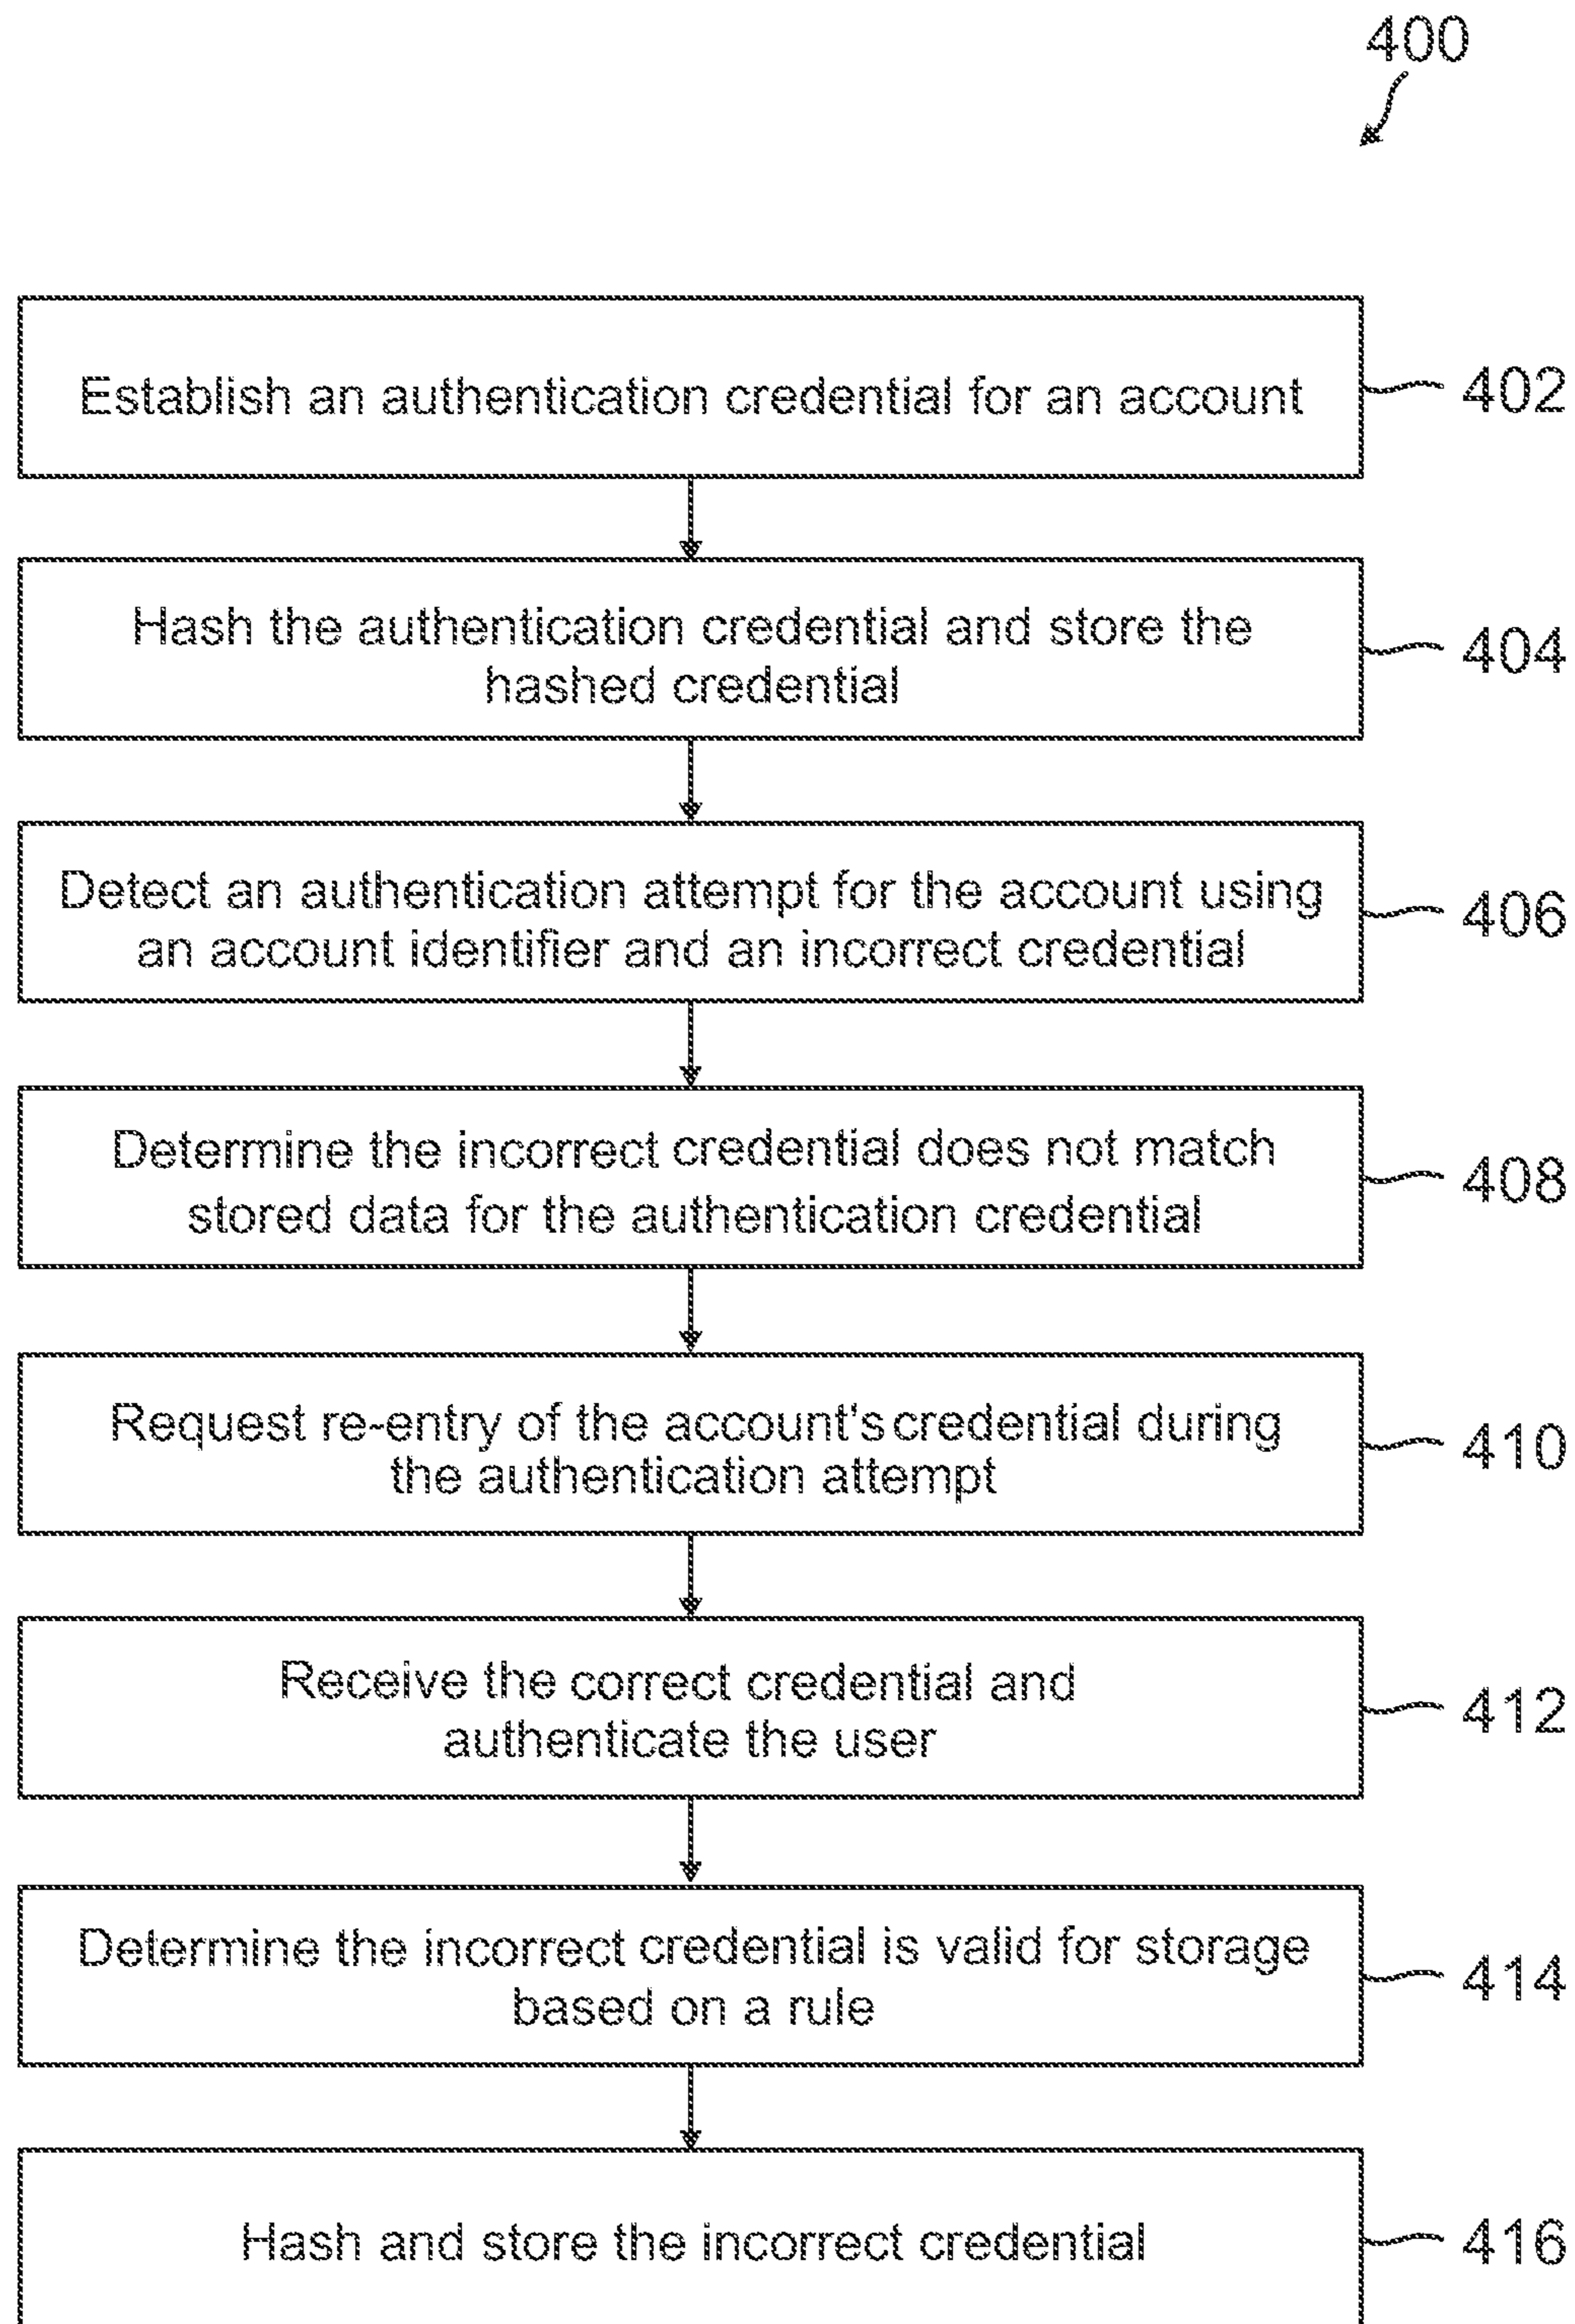 400
Establish an authentication credential for an account
402
Hash the authentication credential and store the
hashed credential
404
Detect an authentication attempt for the account using
an account identifier and an incorrect credential
406
Determine the incorrect credential does not match
stored data for the authentication credential
408
Request re-entry of the account's credential during
the authentication attempt
410
Receive the correct credential and
authenticate the user
412
Determine the incorrect credential is valid for storage
based on a rule
414
Hash and store the incorrect credential
416